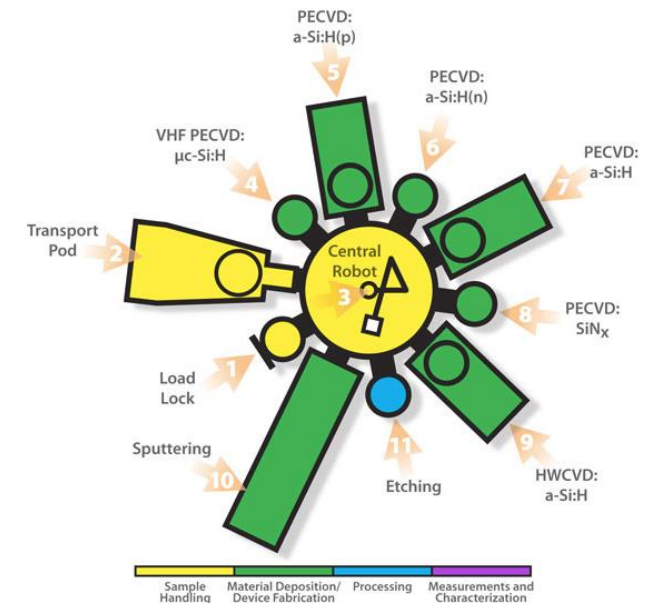 PECVD:
a-Si:H(p)
5
PECVD:
a-Si:H(n)
6
VHF PECVD:
µc-Si:H
4
PECVD:
a-Si:H
7
Transport
Pod
2
Central
Robot
3
PECVD:
SiNx
8
Load
Lock
1
Sputtering
10
11
Etching
9
HWCVD:
a-Si:H
Sample
Handling
Material Deposition/
Device Fabrication
Processing
Measurements and
Characterization